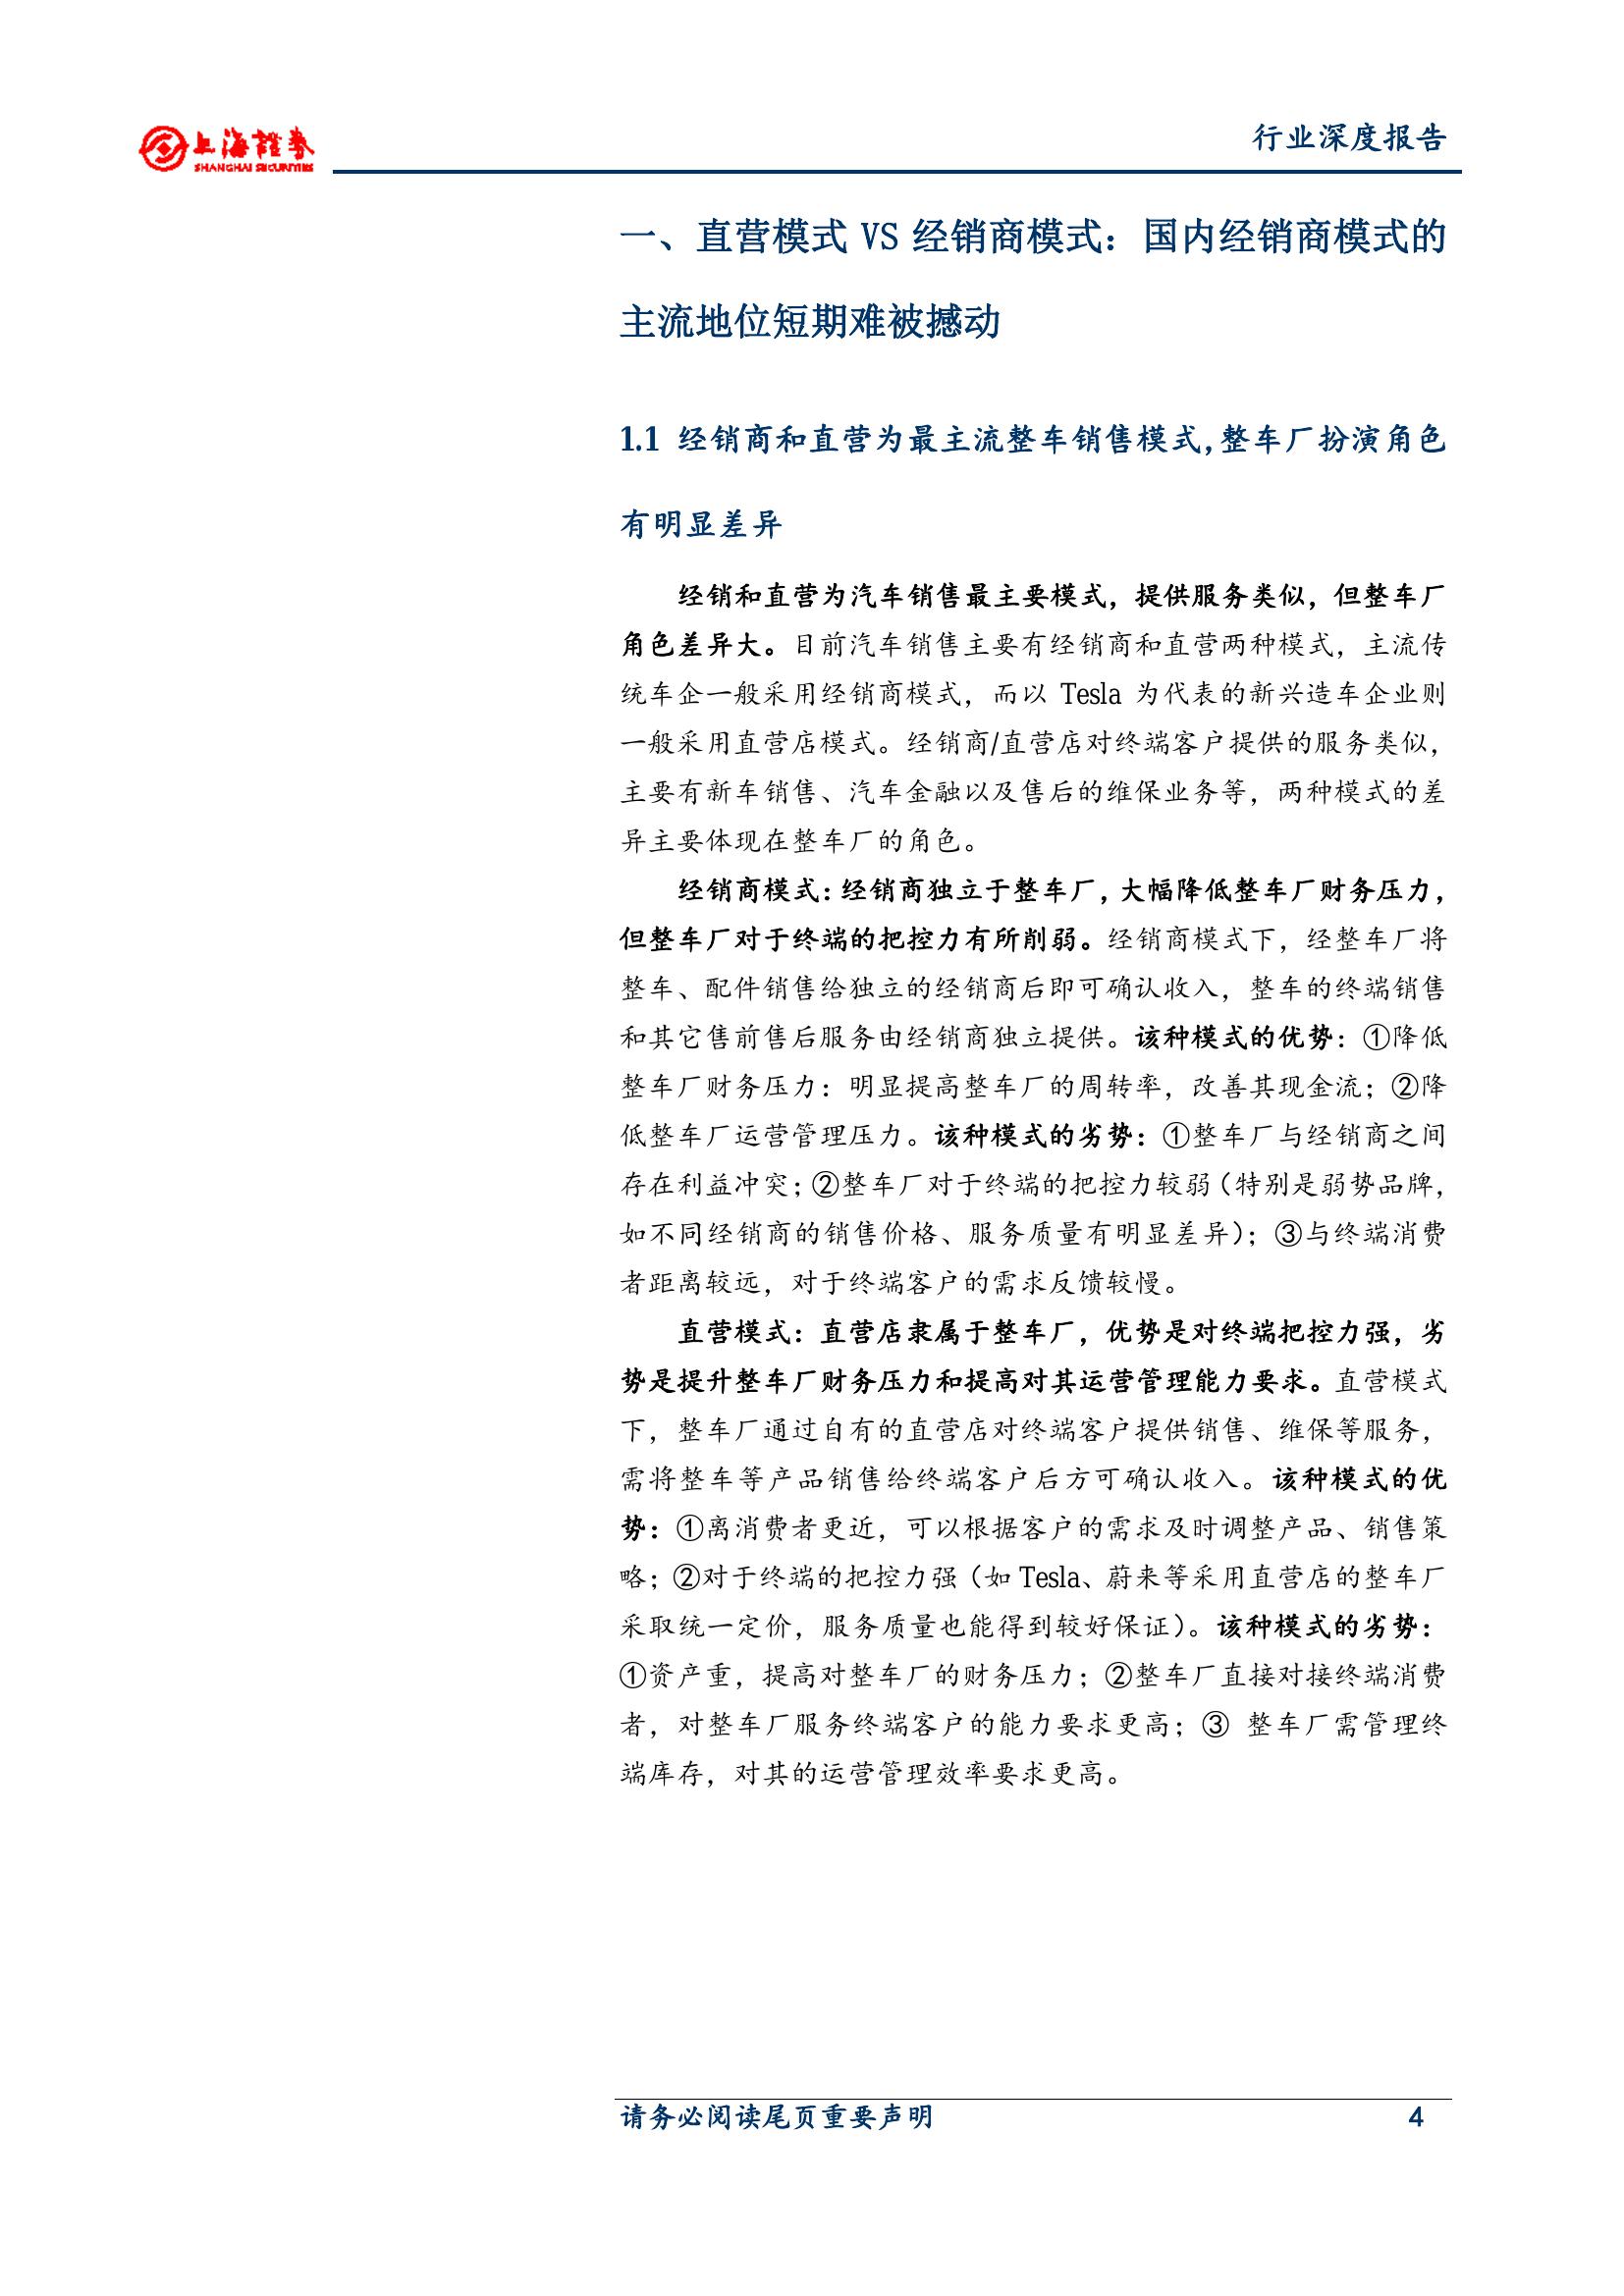 上海證券
SHANGHAI SECURITIES
行业深度报告
一、直营模式 VS 经销商模式：国内经销商模式的
主流地位短期难被撼动
1.1 经销商和直营为最主流整车销售模式,整车厂扮演角色
有明显差异
经销和直营为汽车销售最主要模式，提供服务类似，但整车厂
角色差异大。目前汽车销售主要有经销商和直营两种模式，主流传
统车企一般采用经销商模式，而以 Tesla 为代表的新兴造车企业则
一般采用直营店模式。经销商/直营店对终端客户提供的服务类似，
主要有新车销售、汽车金融以及售后的维保业务等，两种模式的差
异主要体现在整车厂的角色。
经销商模式：经销商独立于整车厂，大幅降低整车厂财务压力，
但整车厂对于终端的把控力有所削弱。经销商模式下，经整车厂将
整车、配件销售给独立的经销商后即可确认收入，整车的终端销售
和其它售前售后服务由经销商独立提供。该种模式的优势：①降低
整车厂财务压力：明显提高整车厂的周转率，改善其现金流；②降
低整车厂运营管理压力。该种模式的劣势：①整车厂与经销商之间
存在利益冲突；②整车厂对于终端的把控力较弱（特别是弱势品牌，
如不同经销商的销售价格、服务质量有明显差异）；③与终端消费
者距离较远，对于终端客户的需求反馈较慢。
直营模式：直营店隶属于整车厂，优势是对终端把控力强，劣
势是提升整车厂财务压力和提高对其运营管理能力要求。直营模式
下，整车厂通过自有的直营店对终端客户提供销售、维保等服务，
需将整车等产品销售给终端客户后方可确认收入。该种模式的优
势：①离消费者更近，可以根据客户的需求及时调整产品、销售策
略；②对于终端的把控力强（如 Tesla、蔚来等采用直营店的整车厂
采取统一定价，服务质量也能得到较好保证）。该种模式的劣势：
①资产重，提高对整车厂的财务压力；②整车厂直接对接终端消费
者，对整车厂服务终端客户的能力要求更高；③ 整车厂需管理终
端库存，对其的运营管理效率要求更高。
请务必阅读尾页重要声明 4